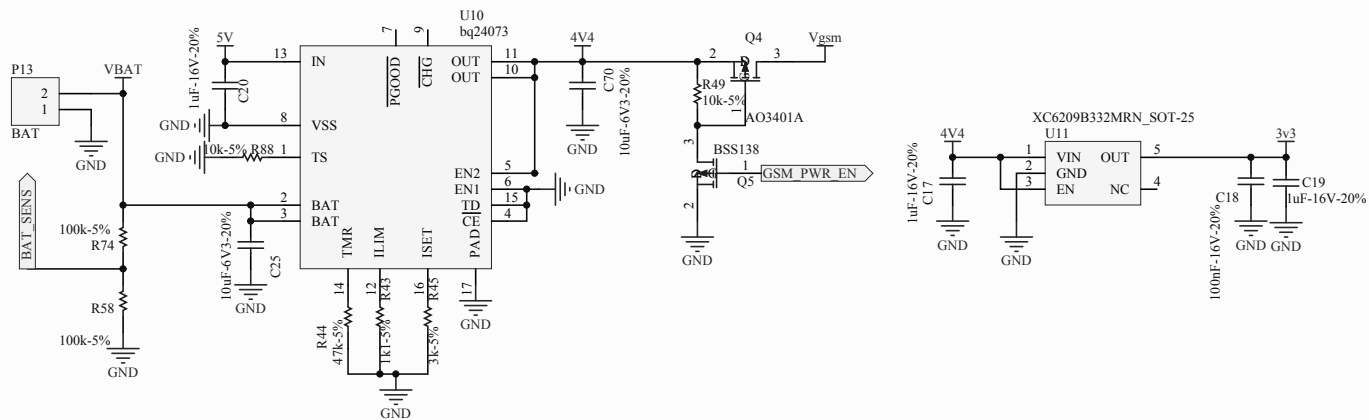 P13
2
1
BAT
GND
VBAT
BAT_SENS
100k-5%
R74
R58
100k-5%
GND
5V
1uF-16V-20%
C20
GND
GND
10k-5% R88
10uF-6V3-20%
C25
GND
U10
bq24073
7
9
13
IN
PGOOD
CHG
OUT
11
OUT
10
8
VSS
1
TS
EN2
5
EN1
6
TD
15
CE
4
2
BAT
3
BAT
TMR
ILIM
ISET
PAD
14
12
16
17
R44
47k-5%
R43
1k1-5%
R45
3k-5%
GND
GND
GND
4V4
C70
10uF-6V3-20%
GND
Q4
2
3
1
Vgsm
R49
10k-5%
AO3401A
3
BSS138
1
Q5
2
GSM_PWR_EN
GND
XC6209B332MRN_SOT-25
U11
4V4
1uF-16V-20%
C17
GND
1
VIN
2
GND
3
EN
OUT
5
NC
4
GND
3v3
C18
100nF-16V-20%
GND
C19
1uF-16V-20%
GND